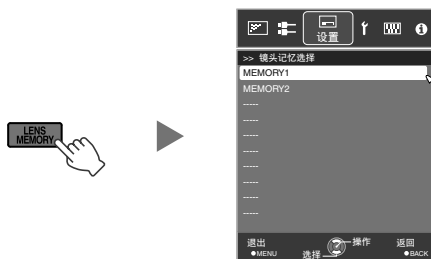 LENS
MEMORY
设置
>> 镜头记忆选择
MEMORY1
MEMORY2
-----
-----
-----
-----
-----
-----
-----
-----
退出
●MENU
选择
操作
返回
●BACK